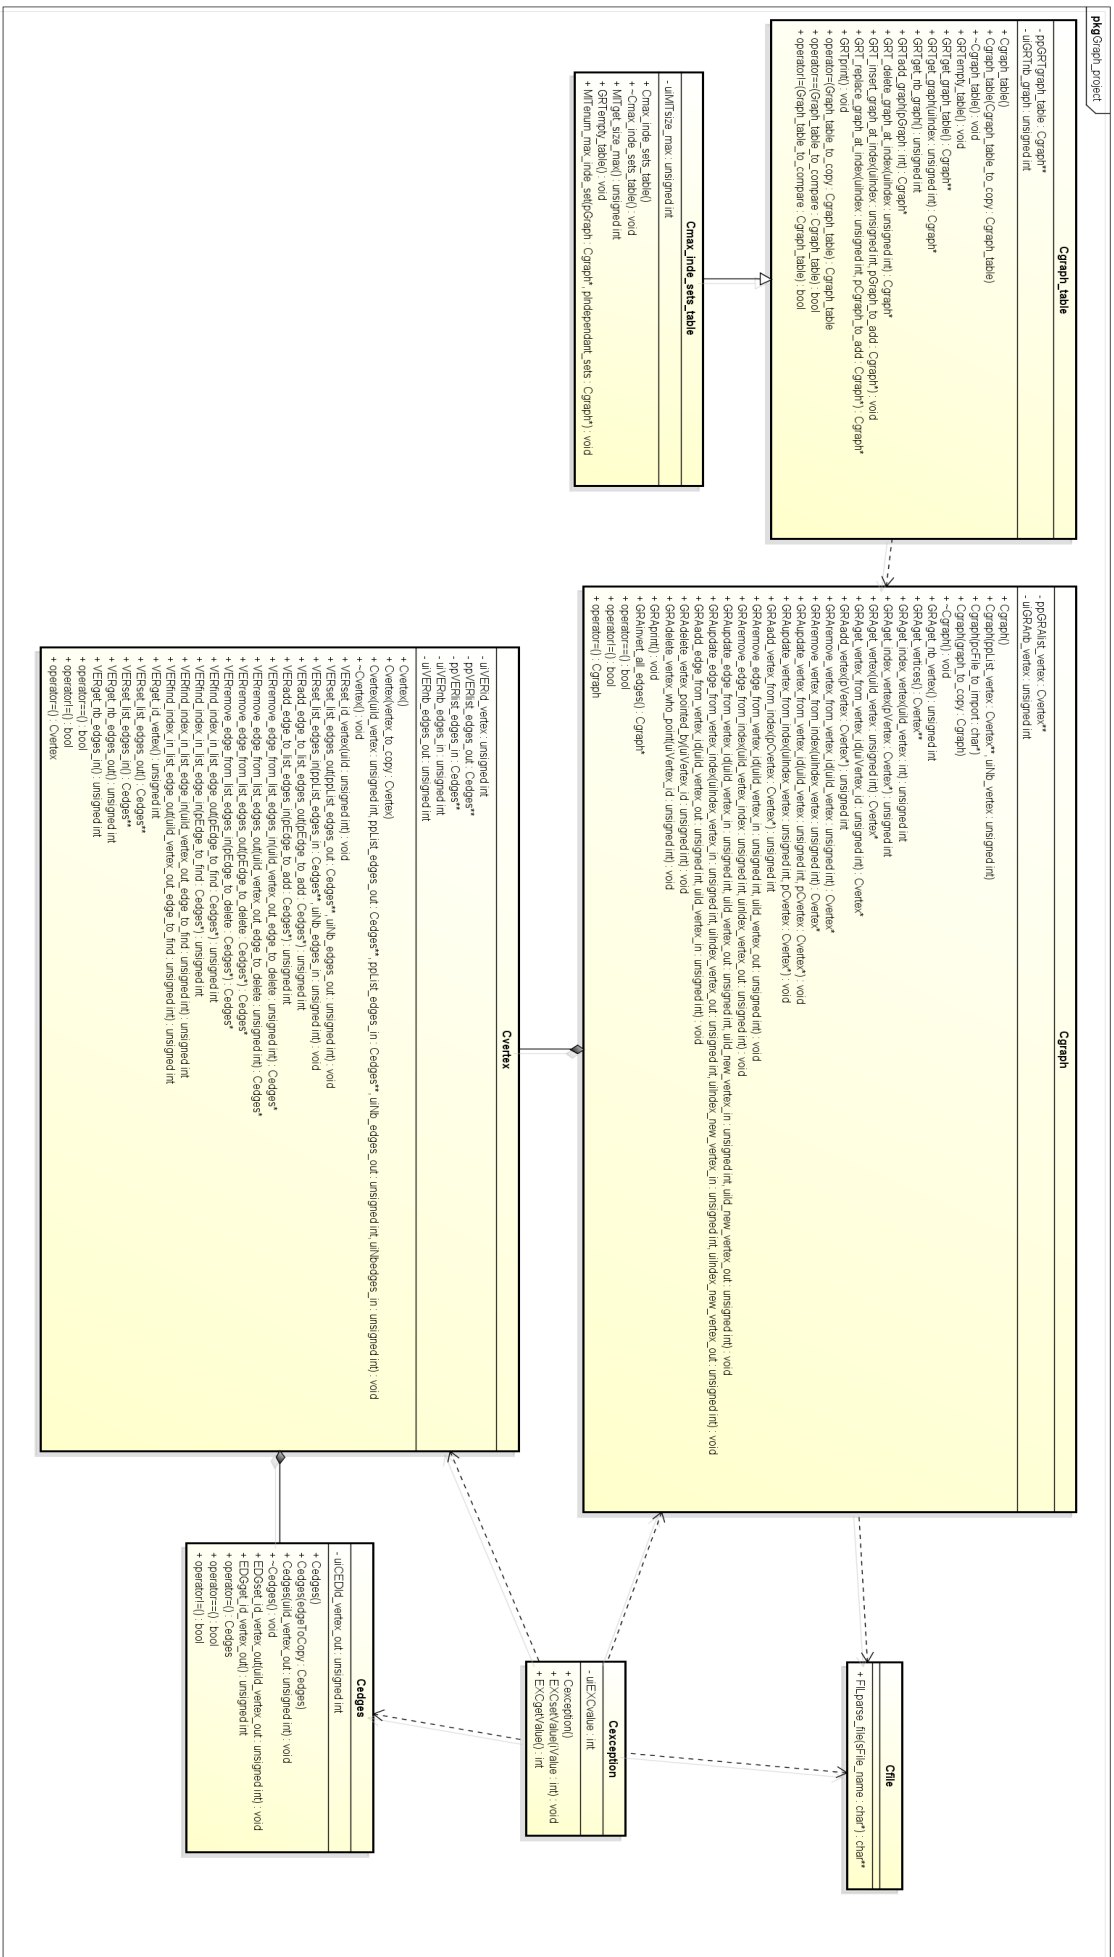 pkg Graph_project
Cgraph_table
- ppGRTgraph_table : Cgraph**
- uiGRTnb_graph : unsigned int
+ Cgraph_table()
+ Cgraph_table(Cgraph_table_to_copy : Cgraph_table)
+ ~Cgraph_table() : void
+ GRTempty_table() : void
+ GRTget_graph_table() : Cgraph**
+ GRTget_graph(uiIndex : unsigned int) : Cgraph*
+ GRTget_nb_graph() : unsigned int
+ GRTadd_graph(pGraph : int) : Cgraph*
+ GRT_delete_graph_at_index(uiIndex : unsigned int) : Cgraph*
+ GRT_insert_graph_at_index(uiIndex : unsigned int, pGraph_to_add : Cgraph*) : void
+ GRT_replace_graph_at_index(uiIndex : unsigned int, pCgraph_to_add : Cgraph*) : Cgraph*
+ GRTprint() : void
+ operator=(Graph_table_to_copy : Cgraph_table) : Cgraph_table
+ operator==(Graph_table_to_compare : Cgraph_table) : bool
+ operator!=(Graph_table_to_compare : Cgraph_table) : bool
Cmax_inde_sets_table
- uiMITsize_max : unsigned int
+ Cmax_inde_sets_table()
+ ~Cmax_inde_sets_table() : void
+ MITget_size_max() : unsigned int
+ GRTempty_table() : void
+ MITenum_max_inde_set(pGraph : Cgraph*, pIndependant_sets : Cgraph*) : void
Cgraph
- ppGRAlist_vertex : Cvertex**
- uiGRAnb_vertex : unsigned int
+ Cgraph()
+ Cgraph(ppList_vertex : Cvertex**, uiNb_vertex : unsigned int)
+ Cgraph(pcFile_to_import : char*)
+ Cgraph(graph_to_copy : Cgraph)
+ ~Cgraph() : void
+ GRAget_nb_vertex() : unsigned int
+ GRAget_vertices() : Cvertex**
+ GRAget_index_vertex(uiId_vertex : int) : unsigned int
+ GRAget_index_vertex(pVertex : Cvertex*) : unsigned int
+ GRAget_vertex(uiId_vertex : unsigned int) : Cvertex*
+ GRAget_vertex_from_vertex_id(uiVertex_id : unsigned int) : Cvertex*
+ GRAadd_vertex(pVertex : Cvertex*) : unsigned int
+ GRAremove_vertex_from_vertex_id(uiId_vertex : unsigned int) : Cvertex*
+ GRAremove_vertex_from_index(uiIndex_vertex : unsigned int) : Cvertex*
+ GRAupdate_vertex_from_vertex_id(uiId_vertex : unsigned int, pCvertex : Cvertex*) : void
+ GRAupdate_vertex_from_index(uiIndex_vertex : unsigned int, pCvertex : Cvertex*) : void
+ GRAadd_vertex_from_index(pCvertex : Cvertex*) : unsigned int
+ GRAremove_edge_from_vertex_id(uiId_vertex_in : unsigned int, uiId_vertex_out : unsigned int) : void
+ GRAremove_edge_from_index(uiId_vertex_index : unsigned int, uiIndex_vertex_out : unsigned int) : void
+ GRAupdate_edge_from_vertex_id(uiId_vertex_in : unsigned int, uiId_vertex_out : unsigned int, uiId_new_vertex_in : unsigned int, uiId_new_vertex_out : unsigned int) : void
+ GRAupdate_edge_from_vertex_index(uiIndex_vertex_in : unsigned int, uiIndex_vertex_out : unsigned int, uiIndex_new_vertex_in : unsigned int, uiIndex_new_vertex_out : unsigned int) : void
+ GRAadd_edge_from_vertex_id(uiId_vertex_out : unsigned int, uiId_vertex_in : unsigned int) : void
+ GRAdelete_vertex_pointed_by(uiVertex_id : unsigned int) : void
+ GRAdelete_vertex_who_point(uiVertex_id : unsigned int) : void
+ GRAprint() : void
+ GRAinvert_all_edges() : Cgraph*
+ operator==() : bool
+ operator!=() : bool
+ operator=() : Cgraph
Cvertex
- uiVERid_vertex : unsigned int
- ppVERlist_edges_out : Cedges**
- ppVERlist_edges_in : Cedges**
- uiVERnb_edges_in : unsigned int
- uiVERnb_edges_out : unsigned int
+ Cvertex()
+ Cvertex(vertex_to_copy : Cvertex)
+ Cvertex(uiId_vertex : unsigned int, ppList_edges_out : Cedges**, ppList_edges_in : Cedges**, uiNb_edges_out : unsigned int, uiNbedges_in : unsigned int) : void
+ ~Cvertex() : void
+ VERset_id_vertex(uiId : unsigned int) : void
+ VERset_list_edges_out(ppList_edges_out : Cedges**, uiNb_edges_out : unsigned int) : void
+ VERset_list_edges_in(ppList_edges_in : Cedges**, uiNb_edges_in : unsigned int) : void
+ VERadd_edge_to_list_edges_out(pEdge_to_add : Cedges*) : unsigned int
+ VERadd_edge_to_list_edges_in(pEdge_to_add : Cedges*) : unsigned int
+ VERremove_edge_from_list_edges_in(uiId_vertex_out_edge_to_delete : unsigned int) : Cedges*
+ VERremove_edge_from_list_edges_out(uiId_vertex_out_edge_to_delete : unsigned int) : Cedges*
+ VERremove_edge_from_list_edges_out(pEdge_to_delete : Cedges*) : Cedges*
+ VERremove_edge_from_list_edges_in(pEdge_to_delete : Cedges*) : Cedges*
+ VERfind_index_in_list_edge_out(pEdge_to_find : Cedges*) : unsigned int
+ VERfind_index_in_list_edge_in(pEdge_to_find : Cedges*) : unsigned int
+ VERfind_index_in_list_edge_in(uiId_vertex_out_edge_to_find : unsigned int) : unsigned int
+ VERfind_index_in_list_edge_out(uiId_vertex_out_edge_to_find : unsigned int) : unsigned int
+ VERget_id_vertex() : unsigned int
+ VERset_list_edges_out() : Cedges**
+ VERset_list_edges_in() : Cedges**
+ VERget_nb_edges_out() : unsigned int
+ VERget_nb_edges_in() : unsigned int
+ operator==() : bool
+ operator!=() : bool
+ operator=() : Cvertex
Cfile
+ FILparse_file(sFile_name : char*) : char**
Cexception
- uiEXCvalue : int
+ Cexception()
+ EXCsetValue(iValue : int) : void
+ EXCgetValue() : int
Cedges
- uiCEDId_vertex_out : unsigned int
+ Cedges()
+ Cedges(edgeToCopy : Cedges)
+ Cedges(uiId_vertex_out : unsigned int) : void
+ ~Cedges() : void
+ EDGset_id_vertex_out(uiId_vertex_out : unsigned int) : void
+ EDGget_id_vertex_out() : unsigned int
+ operator=() : Cedges
+ operator==() : bool
+ operator!=() : bool